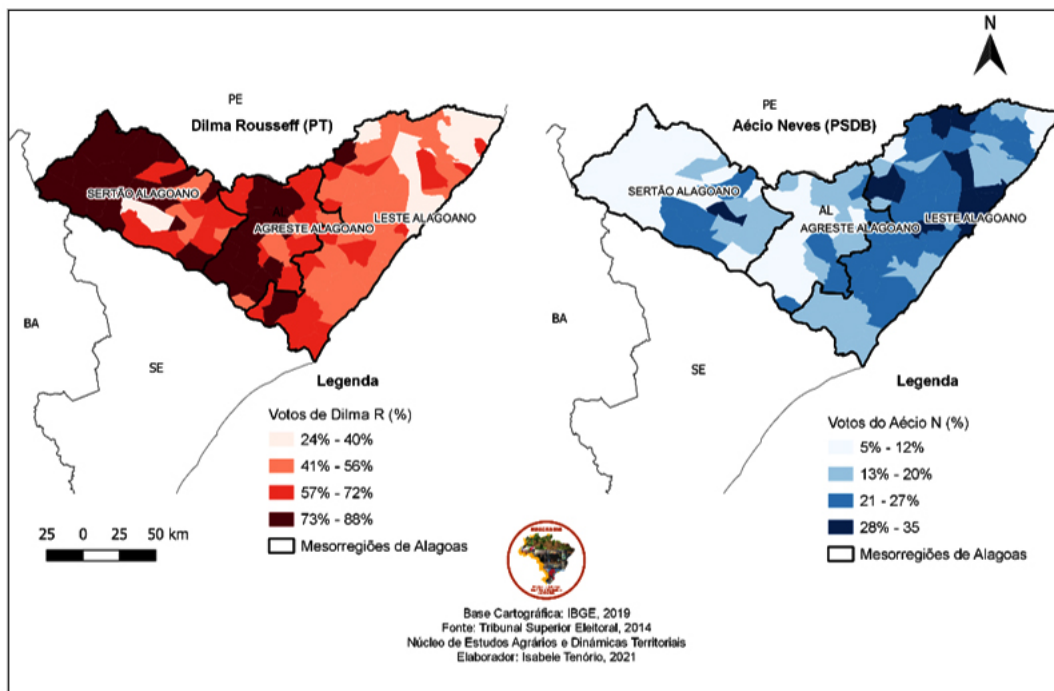 N
PE
Dilma Rousseff (PT)
SERTÃO ALAGOANO
AL
AGRESTE ALAGOANO
LESTE ALAGOANO
BA
SE
Legenda
Votos de Dilma R (%)
24% - 40%
41% - 56%
57% - 72%
73% - 88%
Mesorregiões de Alagoas
25 0 25 50 km
PE
Aécio Neves (PSDB)
SERTÃO ALAGOANO
AL
AGRESTE ALAGOANO
LESTE ALAGOANO
BA
SE
Legenda
Votos do Aécio N (%)
5% - 12%
13% - 20%
21 - 27%
28% - 35
Mesorregiões de Alagoas
Base Cartográfica: IBGE, 2019
Fonte: Tribunal Superior Eleitoral, 2014
Núcleo de Estudos Agrários e Dinámicas Territoriais
Elaborador: Isabele Tenório, 2021